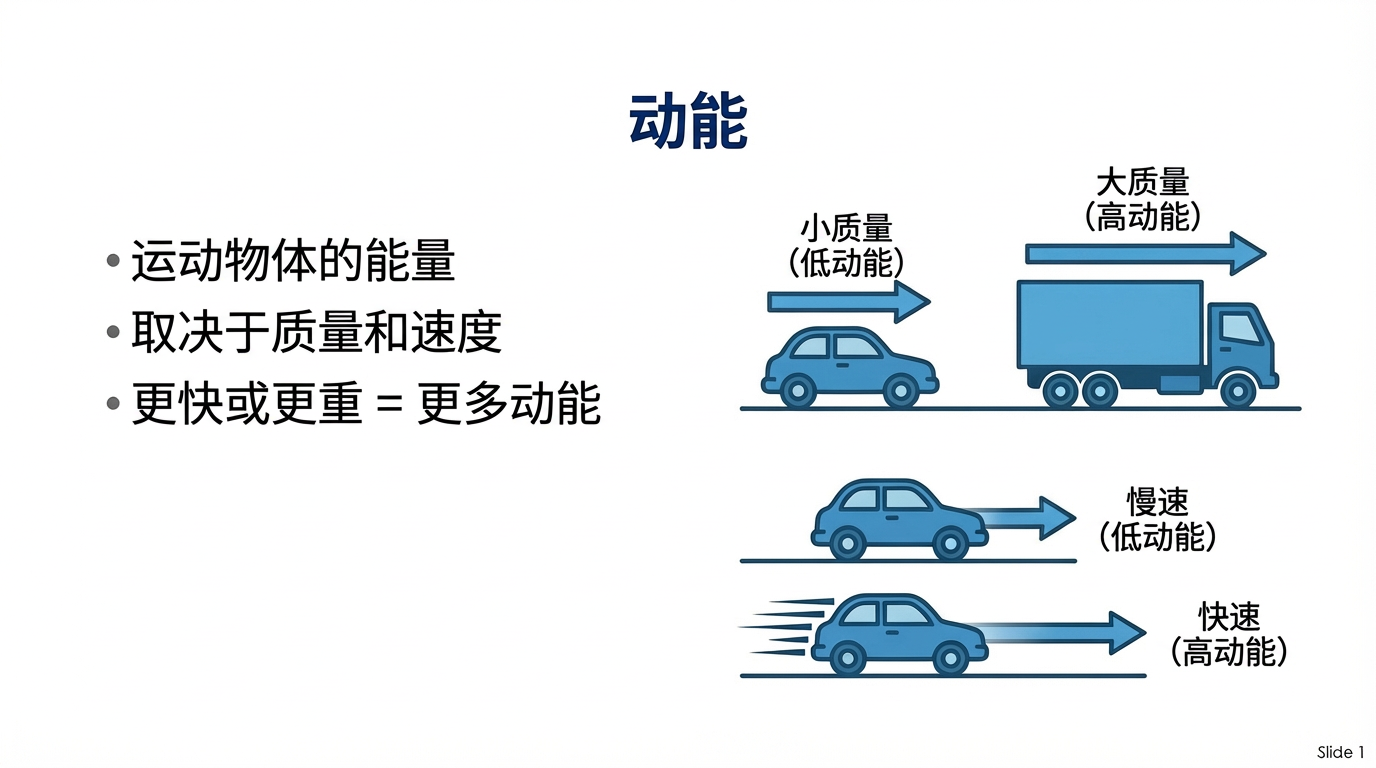 动能
• 运动物体的能量
• 取决于质量和速度
• 更快或更重 = 更多动能
小质量
（低动能）
大质量
（高动能）
慢速
（低动能）
快速
（高动能）
Slide 1